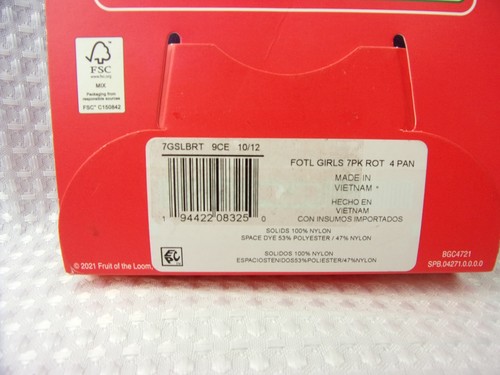 FSC
www.fsc.org
MIX
Packaging from
responsible sources
FSC® C150842
7GSLBRT 9CE 10/12
1 94422 08325 0
FOTL GIRLS 7PK ROT 4 PAN
MADE IN
VIETNAM
HECHO EN
VIETNAM
CON INSUMOS IMPORTADOS
SOLIDS 100% NYLON
SPACE DYE 53% POLYESTER / 47% NYLON
SOLIDOS 100% NYLON
ESPACIOSTENIDOS53%POLIESTER/47%NYLON
© 2021 Fruit of the Loom,
BGC4721
SPB.04271.0.0.0.0